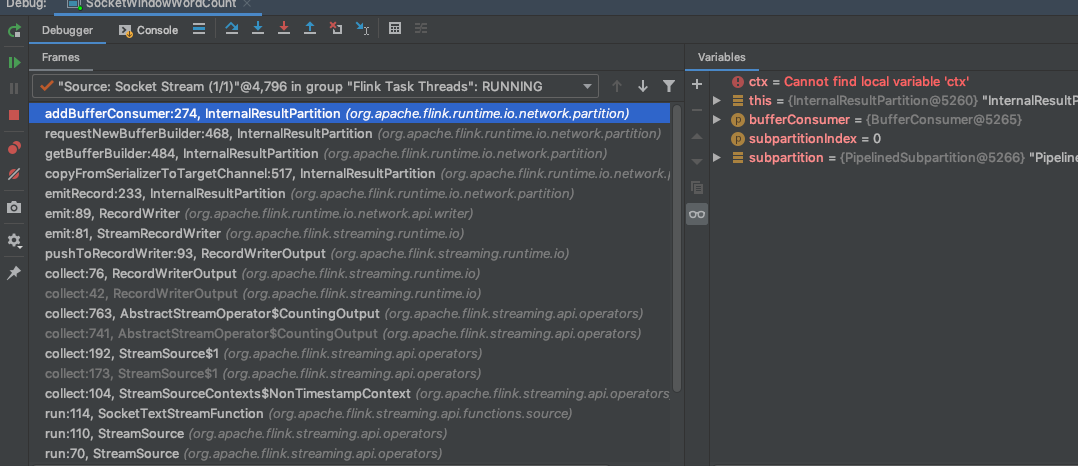 Debug: SocketWindowWordCount
Debugger Console
Frames
"Source: Socket Stream (1/1)"@4,796 in group "Flink Task Threads": RUNNING
addBufferConsumer:274, InternalResultPartition (org.apache.flink.runtime.io.network.partition)
requestNewBufferBuilder:468, InternalResultPartition (org.apache.flink.runtime.io.network.partition)
getBufferBuilder:484, InternalResultPartition (org.apache.flink.runtime.io.network.partition)
copyFromSerializerToTargetChannel:517, InternalResultPartition (org.apache.flink.runtime.io.network.
emitRecord:233, InternalResultPartition (org.apache.flink.runtime.io.network.partition)
emit:89, RecordWriter (org.apache.flink.runtime.io.network.api.writer)
emit:81, StreamRecordWriter (org.apache.flink.streaming.runtime.io)
pushToRecordWriter:93, RecordWriterOutput (org.apache.flink.streaming.runtime.io)
collect:76, RecordWriterOutput (org.apache.flink.streaming.runtime.io)
collect:42, RecordWriterOutput (org.apache.flink.streaming.runtime.io)
collect:763, AbstractStreamOperator$CountingOutput (org.apache.flink.streaming.api.operators)
collect:741, AbstractStreamOperator$CountingOutput (org.apache.flink.streaming.api.operators)
collect:192, StreamSource$1 (org.apache.flink.streaming.api.operators)
collect:173, StreamSource$1 (org.apache.flink.streaming.api.operators)
collect:104, StreamSourceContexts$NonTimestampContext (org.apache.flink.streaming.api.operators
run:114, SocketTextStreamFunction (org.apache.flink.streaming.api.functions.source)
run:110, StreamSource (org.apache.flink.streaming.api.operators)
run:70, StreamSource (org.apache.flink.streaming.api.operators)
Variables
ctx = Cannot find local variable 'ctx'
this = {InternalResultPartition@5260} "InternalResultP
bufferConsumer = {BufferConsumer@5265}
subpartitionIndex = 0
subpartition = {PipelinedSubpartition@5266} "Pipeline